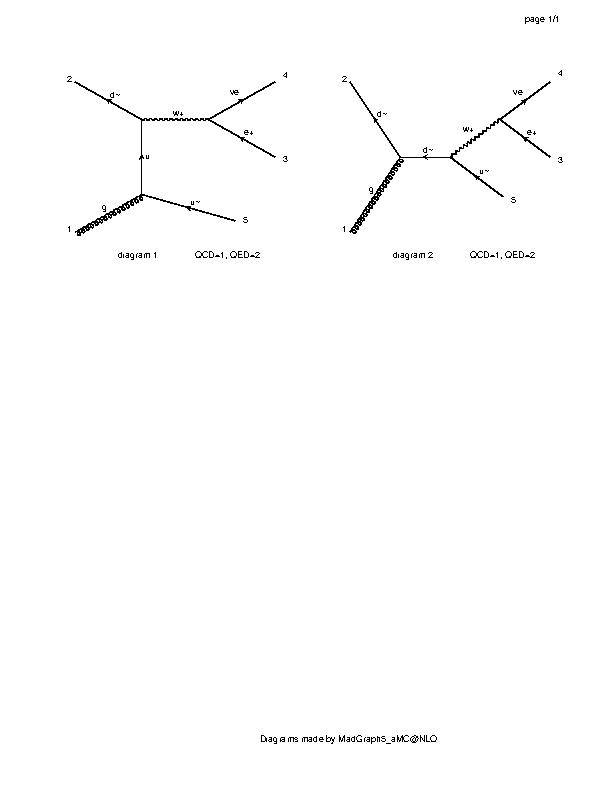 page 1/1
2 d~ w+ ve 4
e+
u
3
g u~ 5
1
diagram 1 QCD=1, QED=2
2 d~ w+ ve 4
e+
d~
3
g u~ 5
1
diagram 2 QCD=1, QED=2
Diagrams made by MadGraph5_aMC@NLO